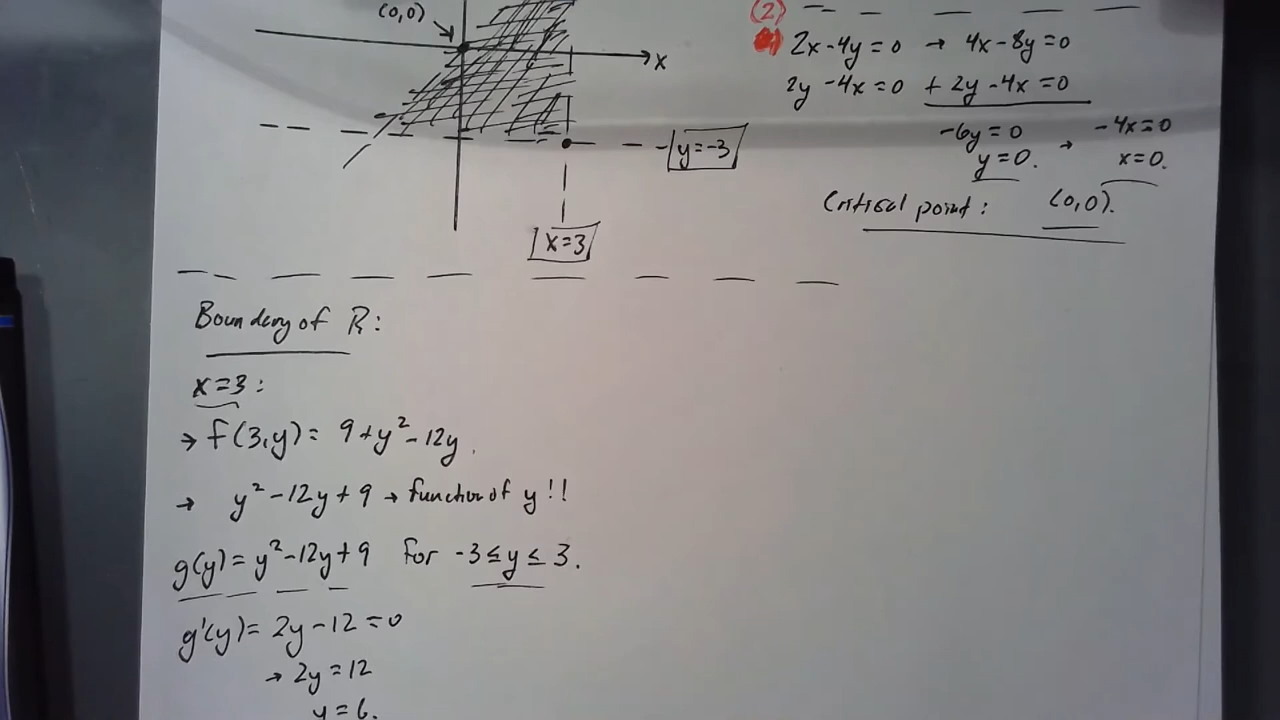 (0,0)
x
y=-3
x=3
(2)
2x-4y=0 → 4x-8y=0
2y-4x=0 + 2y-4x=0
-6y=0 → -4x=0
y=0. x=0.
Critical point: (0,0).
Boundary of R:
x=3:
→ f(3,y)= 9+y²-12y.
→ y²-12y+9 → function of y!!
g(y)= y²-12y+9 for -3≤y≤3.
g'(y)= 2y-12=0
→ 2y=12
y=6.